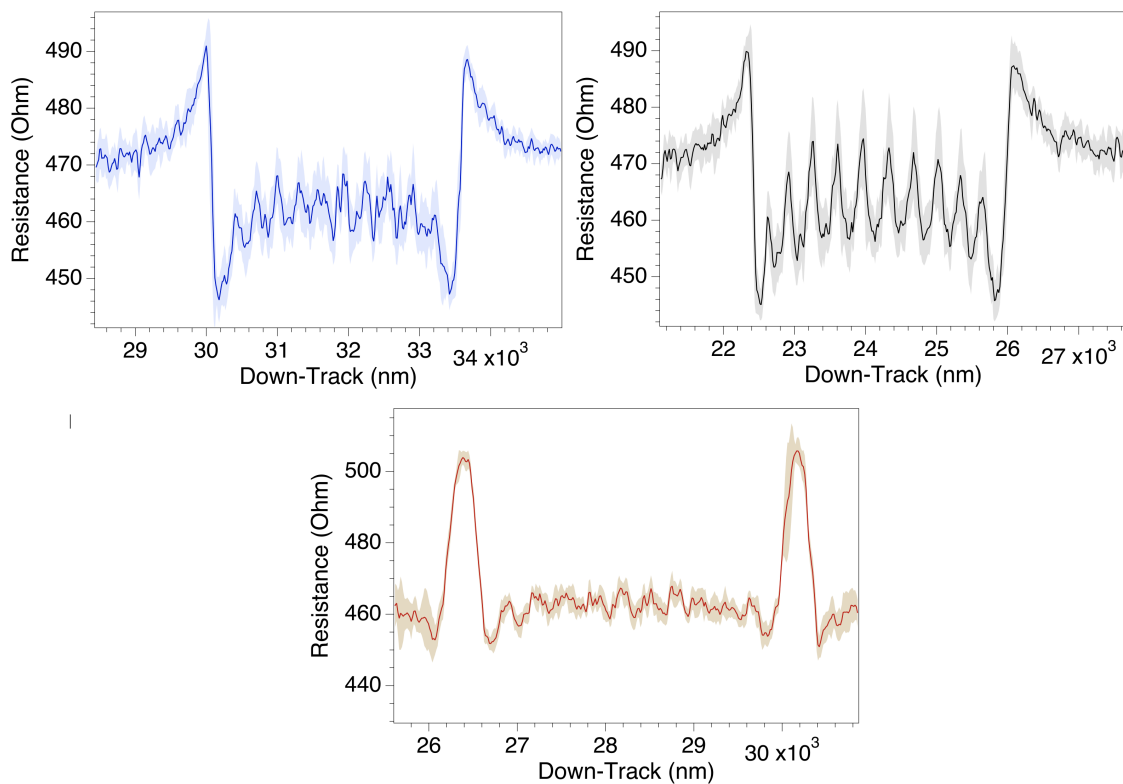 490
480
470
460
450
Resistance (Ohm)
29 30 31 32 33 34 x10³
Down-Track (nm)
490
480
470
460
450
Resistance (Ohm)
22 23 24 25 26 27 x10³
Down-Track (nm)
500
480
460
440
Resistance (Ohm)
26 27 28 29 30 x10³
Down-Track (nm)